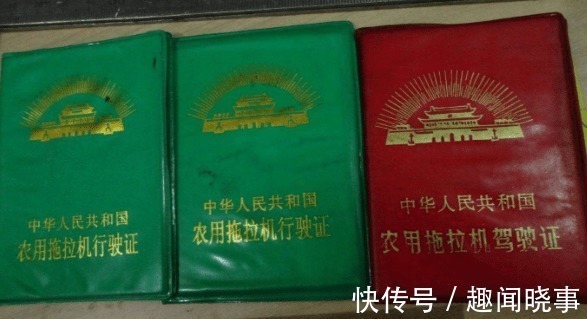 中华人民共和国
农用拖拉机行驶证
中华人民共和国
农用拖拉机行驶证
中华人民共和国
农用拖拉机驾驶证
快传号 / 趣闻晓事